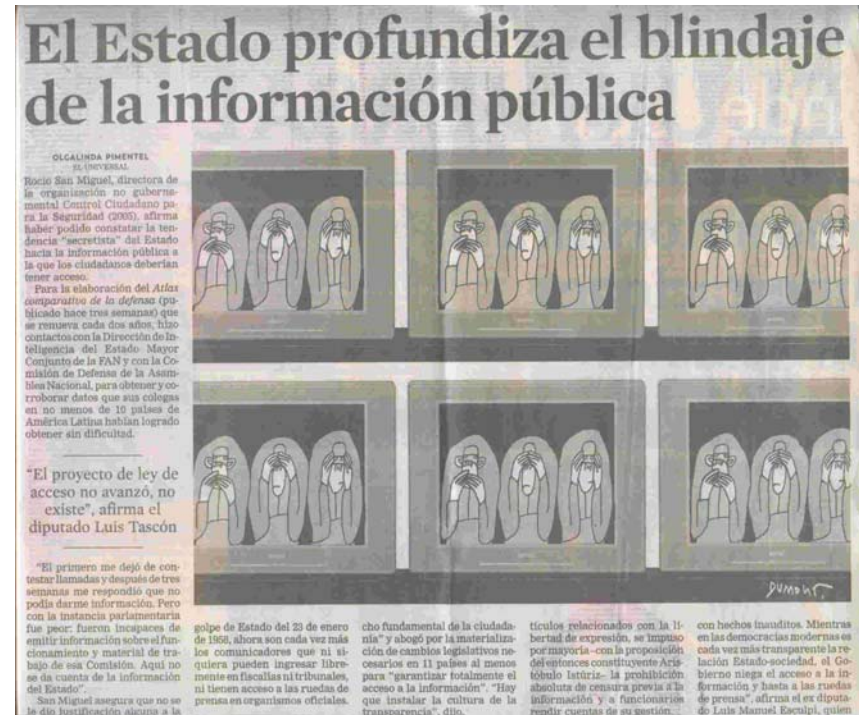 El Estado profundiza el blindaje
de la información pública
OLGALINDA PIMENTEL
EL UNIVERSAL
Rocío San Miguel, directora de
la organización no guberna-
mental Control Ciudadano pa-
ra la Seguridad (2005), afirma
haber podido constatar la ten-
dencia "secretista" del Estado
hacia la información pública a
la que los ciudadanos deberían
tener acceso.
Para la elaboración del Atlas
comparativo de la defensa (pu-
blicado hace tres semanas) que
se renueva cada dos años, hizo
contactos con la Dirección de In-
teligencia del Estado Mayor
Conjunto de la FAN y con la Co-
misión de Defensa de la Asam-
blea Nacional, para obtener y co-
rroborar datos que sus colegas
en no menos de 10 países de
América Latina habían logrado
obtener sin dificultad.
"El proyecto de ley de
acceso no avanzó, no
existe", afirma el
diputado Luis Tascón
"El primero me dejó de con-
testar llamadas y después de tres
semanas me respondió que no
podía darme información. Pero
con la instancia parlamentaria
fue peor: fueron incapaces de
emitir información sobre el fun-
cionamiento y material de tra-
bajo de esa Comisión. Aquí no
se da cuenta de la información
del Estado".
San Miguel asegura que no se
le dio justificación alguna a la
golpe de Estado del 23 de enero
de 1958, ahora son cada vez más
los comunicadores que ni si-
quiera pueden ingresar libre-
mente en fiscalías ni tribunales,
ni tienen acceso a las ruedas de
prensa en organismos oficiales.
cho fundamental de la ciudada-
nía" y abogó por la materializa-
ción de cambios legislativos ne-
cesarios en 11 países al menos
para "garantizar totalmente el
acceso a la información". "Hay
que instalar la cultura de la
transparencia", dijo.
tículos relacionados con la li-
bertad de expresión, se impuso
por mayoría -con la proposición
del entonces constituyente Aris-
tóbulo Istúriz- la prohibición
absoluta de censura previa a la
información y a funcionarios
rendir cuentas de su gestión.
con hechos inauditos. Mientras
en las democracias modernas es
cada vez más transparente la re-
lación Estado-sociedad, el Go-
bierno niega el acceso a la in-
formación y hasta a las ruedas
de prensa", afirma el ex diputa-
do Luis Manuel Esculpi, quien
DUMONT.